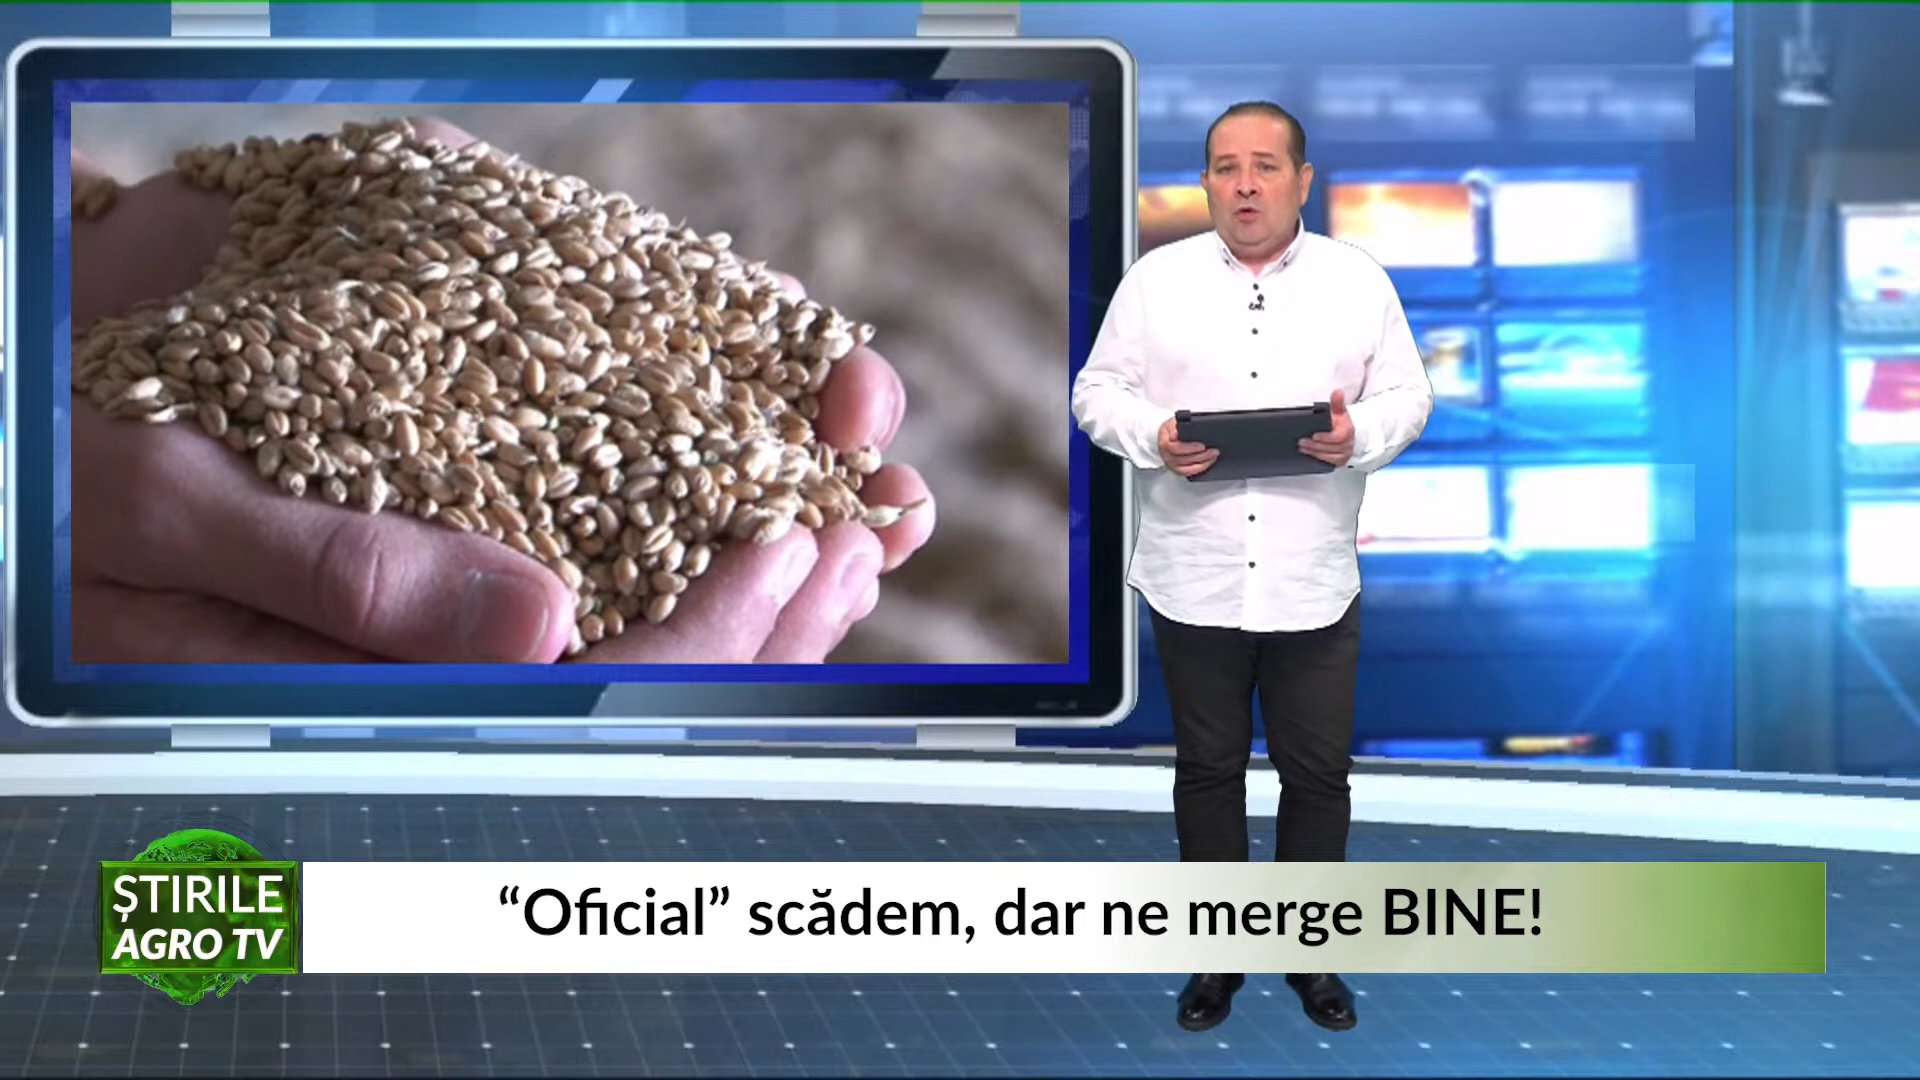 ȘTIRILE
AGRO TV
“Oficial” scădem, dar ne merge BINE!